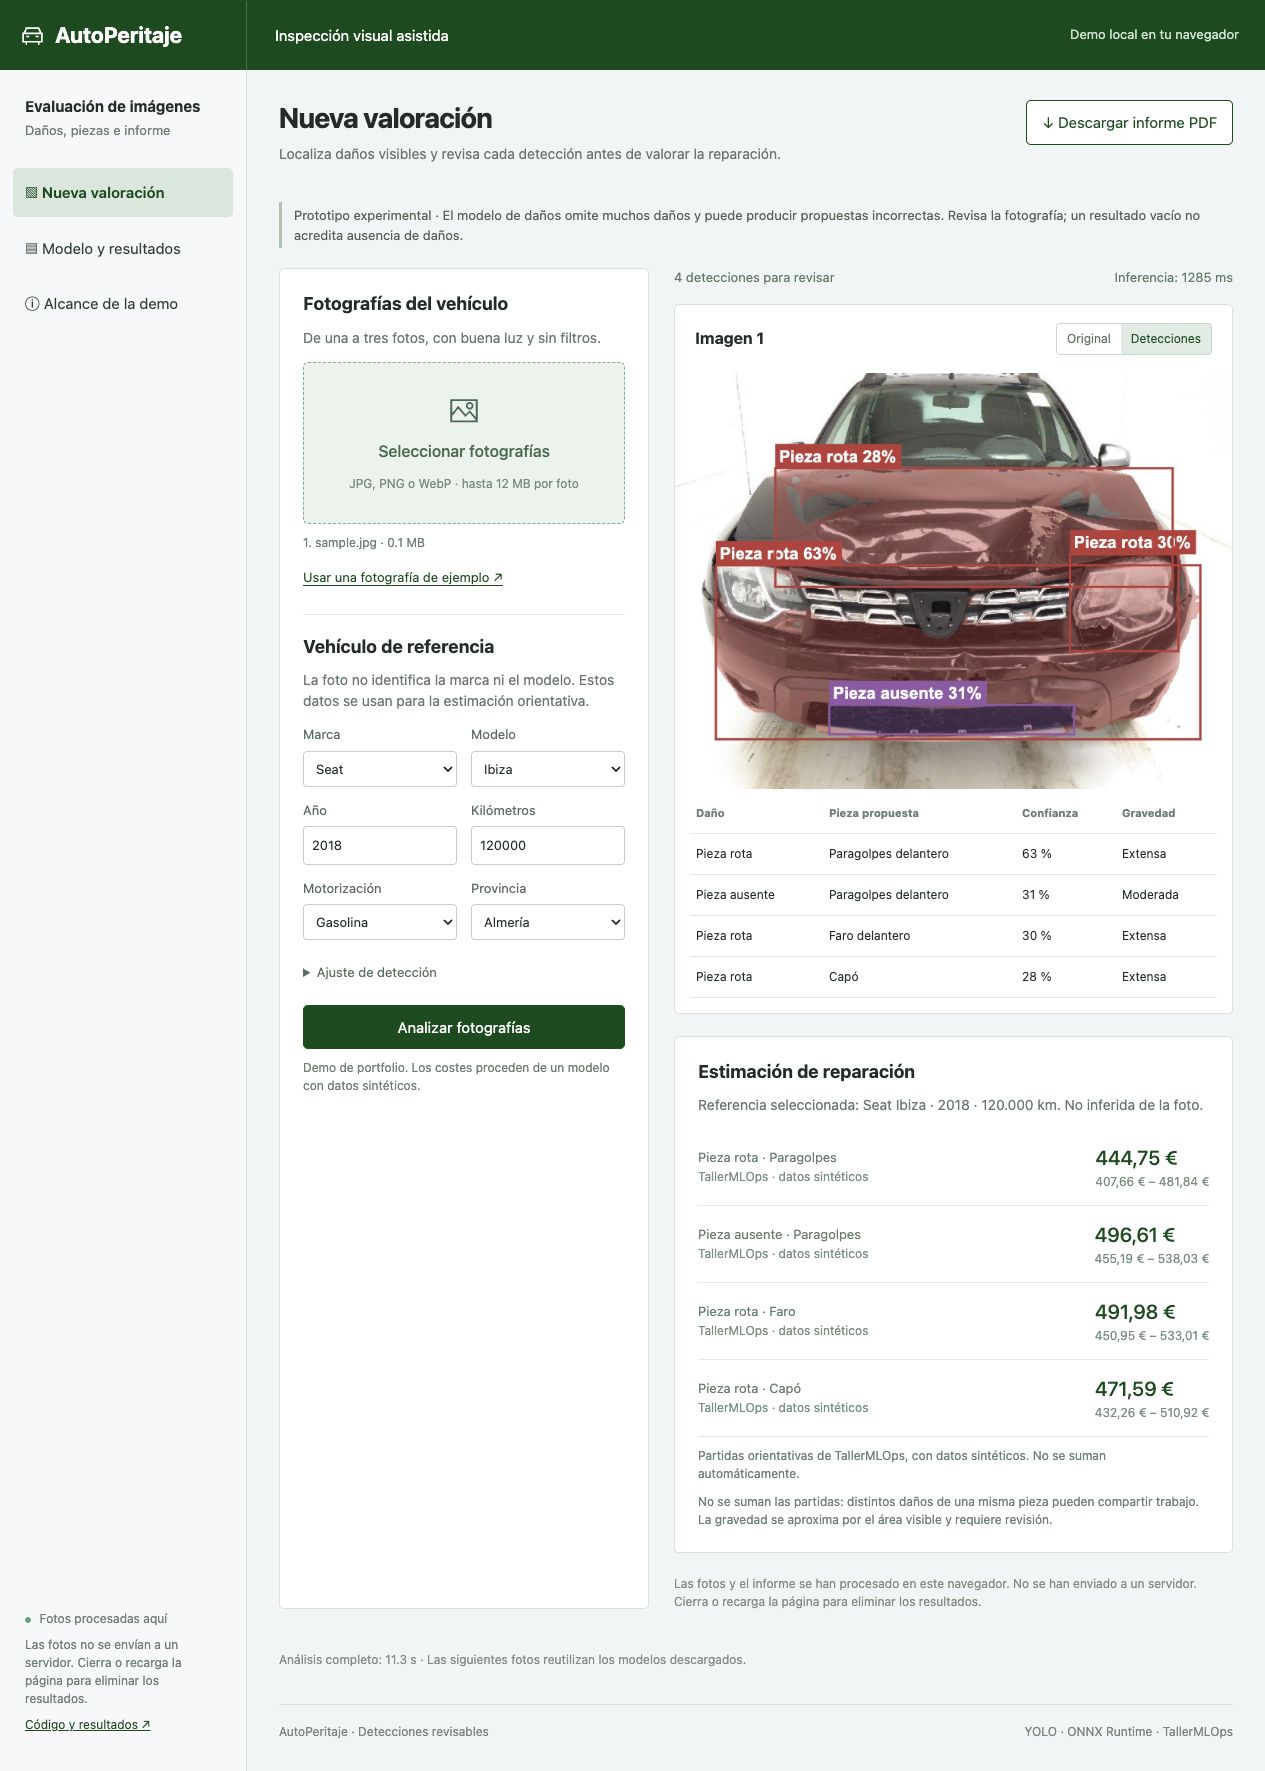 AutoPeritaje
Inspección visual asistida
Demo local en tu navegador
Evaluación de imágenes
Daños, piezas e informe
Nueva valoración
Modelo y resultados
Alcance de la demo
Nueva valoración
↓ Descargar informe PDF
Localiza daños visibles y revisa cada detección antes de valorar la reparación.
Prototipo experimental · El modelo de daños omite muchos daños y puede producir propuestas incorrectas. Revisa la fotografía; un resultado vacío no
acredita ausencia de daños.
Fotografías del vehículo
De una a tres fotos, con buena luz y sin filtros.
Seleccionar fotografías
JPG, PNG o WebP · hasta 12 MB por foto
1. sample.jpg · 0.1 MB
Usar una fotografía de ejemplo ↗
Vehículo de referencia
La foto no identifica la marca ni el modelo. Estos
datos se usan para la estimación orientativa.
Marca Modelo
Seat Ibiza
Año Kilómetros
2018 120000
Motorización Provincia
Gasolina Almería
▶ Ajuste de detección
Analizar fotografías
Demo de portfolio. Los costes proceden de un modelo
con datos sintéticos.
4 detecciones para revisar Inferencia: 1285 ms
Imagen 1 Original Detecciones
Pieza rota 28%
Pieza rota 30%
Pieza rota 63%
Pieza ausente 31%
Daño Pieza propuesta Confianza Gravedad
Pieza rota Paragolpes delantero 63 % Extensa
Pieza ausente Paragolpes delantero 31 % Moderada
Pieza rota Faro delantero 30 % Extensa
Pieza rota Capó 28 % Extensa
Estimación de reparación
Referencia seleccionada: Seat Ibiza · 2018 · 120.000 km. No inferida de la foto.
Pieza rota · Paragolpes 444,75 €
TallerMLOps · datos sintéticos 407,66 € – 481,84 €
Pieza ausente · Paragolpes 496,61 €
TallerMLOps · datos sintéticos 455,19 € – 538,03 €
Pieza rota · Faro 491,98 €
TallerMLOps · datos sintéticos 450,95 € – 533,01 €
Pieza rota · Capó 471,59 €
TallerMLOps · datos sintéticos 432,26 € – 510,92 €
Partidas orientativas de TallerMLOps, con datos sintéticos. No se suman
automáticamente.
No se suman las partidas: distintos daños de una misma pieza pueden compartir trabajo.
La gravedad se aproxima por el área visible y requiere revisión.
Las fotos y el informe se han procesado en este navegador. No se han enviado a un servidor.
Cierra o recarga la página para eliminar los resultados.
Fotos procesadas aquí
Las fotos no se envían a un
servidor. Cierra o recarga la
página para eliminar los
resultados.
Código y resultados ↗
Análisis completo: 11.3 s · Las siguientes fotos reutilizan los modelos descargados.
AutoPeritaje · Detecciones revisables
YOLO · ONNX Runtime · TallerMLOps